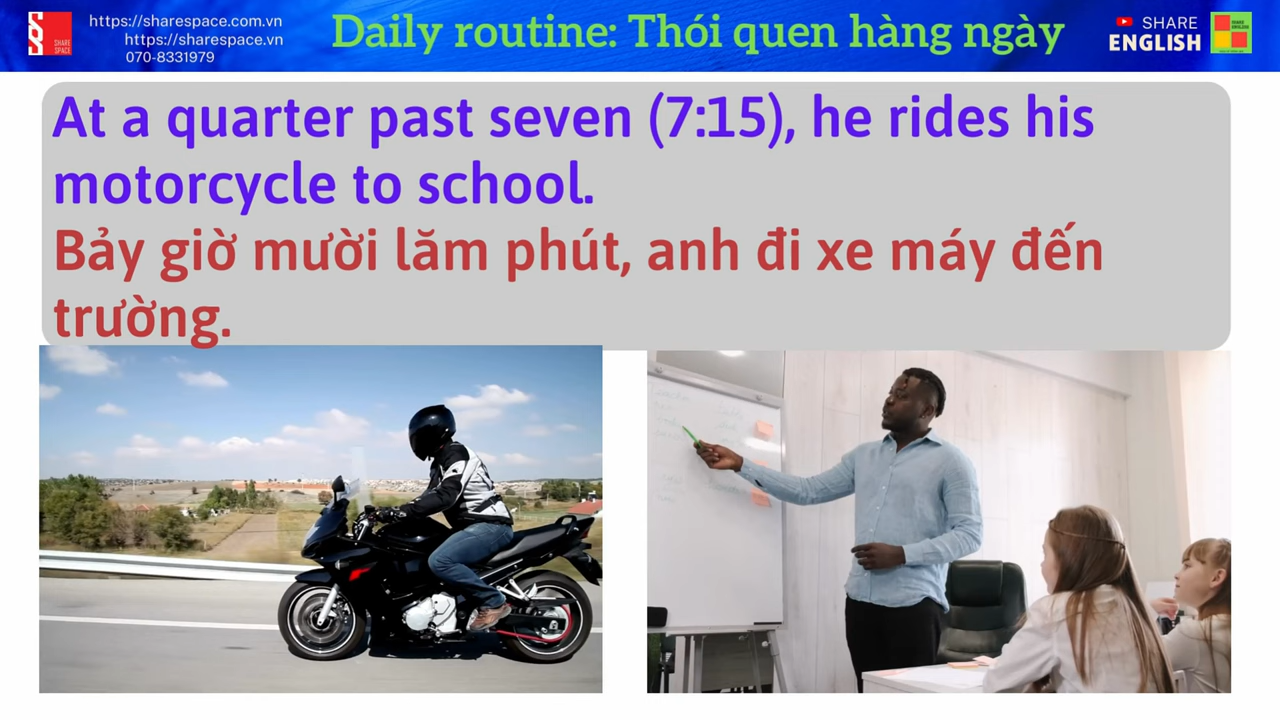 https://sharespace.com.vn
https://sharespace.vn
070-8331979
SHARE
SPACE
Daily routine: Thói quen hàng ngày
SHARE
ENGLISH
At a quarter past seven (7:15), he rides his
motorcycle to school.
Bảy giờ mười lăm phút, anh đi xe máy đến
trường.